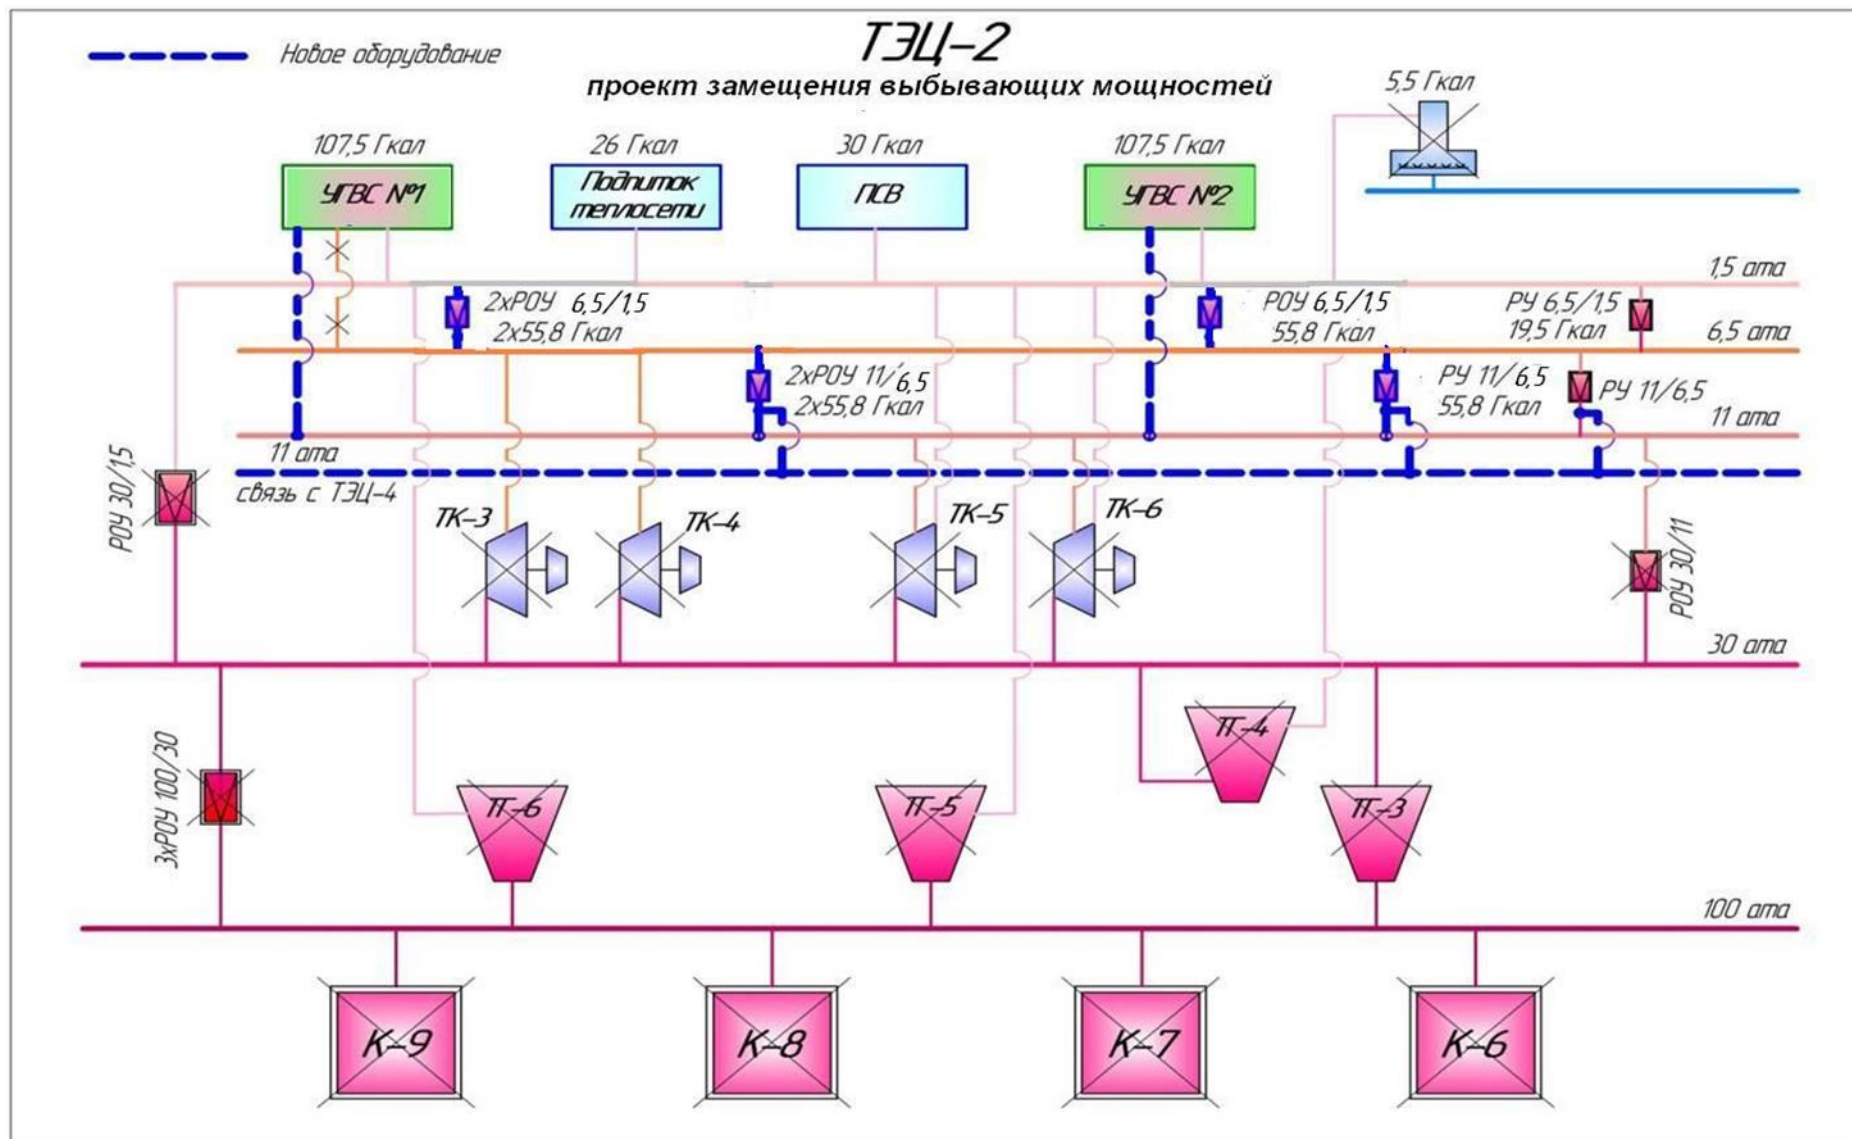 ТЭЦ-2
Новое оборудование
проект замещения выбывающих мощностей
5,5 Гкал
107,5 Гкал
26 Гкал
30 Гкал
107,5 Гкал
УГВС №1
Подпиток
теплосети
ПСВ
УГВС №2
1,5 ата
2хРОУ 6,5/1,5
2х55,8 Гкал
РОУ 6,5/1,5
55,8 Гкал
РУ 6,5/1,5
19,5 Гкал
6,5 ата
2хРОУ 11/6,5
2х55,8 Гкал
РУ 11/6,5
55,8 Гкал
РУ 11/6,5
11 ата
11 ата
связь с ТЭЦ-4
РОУ 30/1,5
ТК-3
ТК-4
ТК-5
ТК-6
РОУ 30/11
30 ата
3хРОУ 100/30
ТГ-6
ТГ-5
ТГ-4
ТГ-3
100 ата
К-9
К-8
К-7
К-6